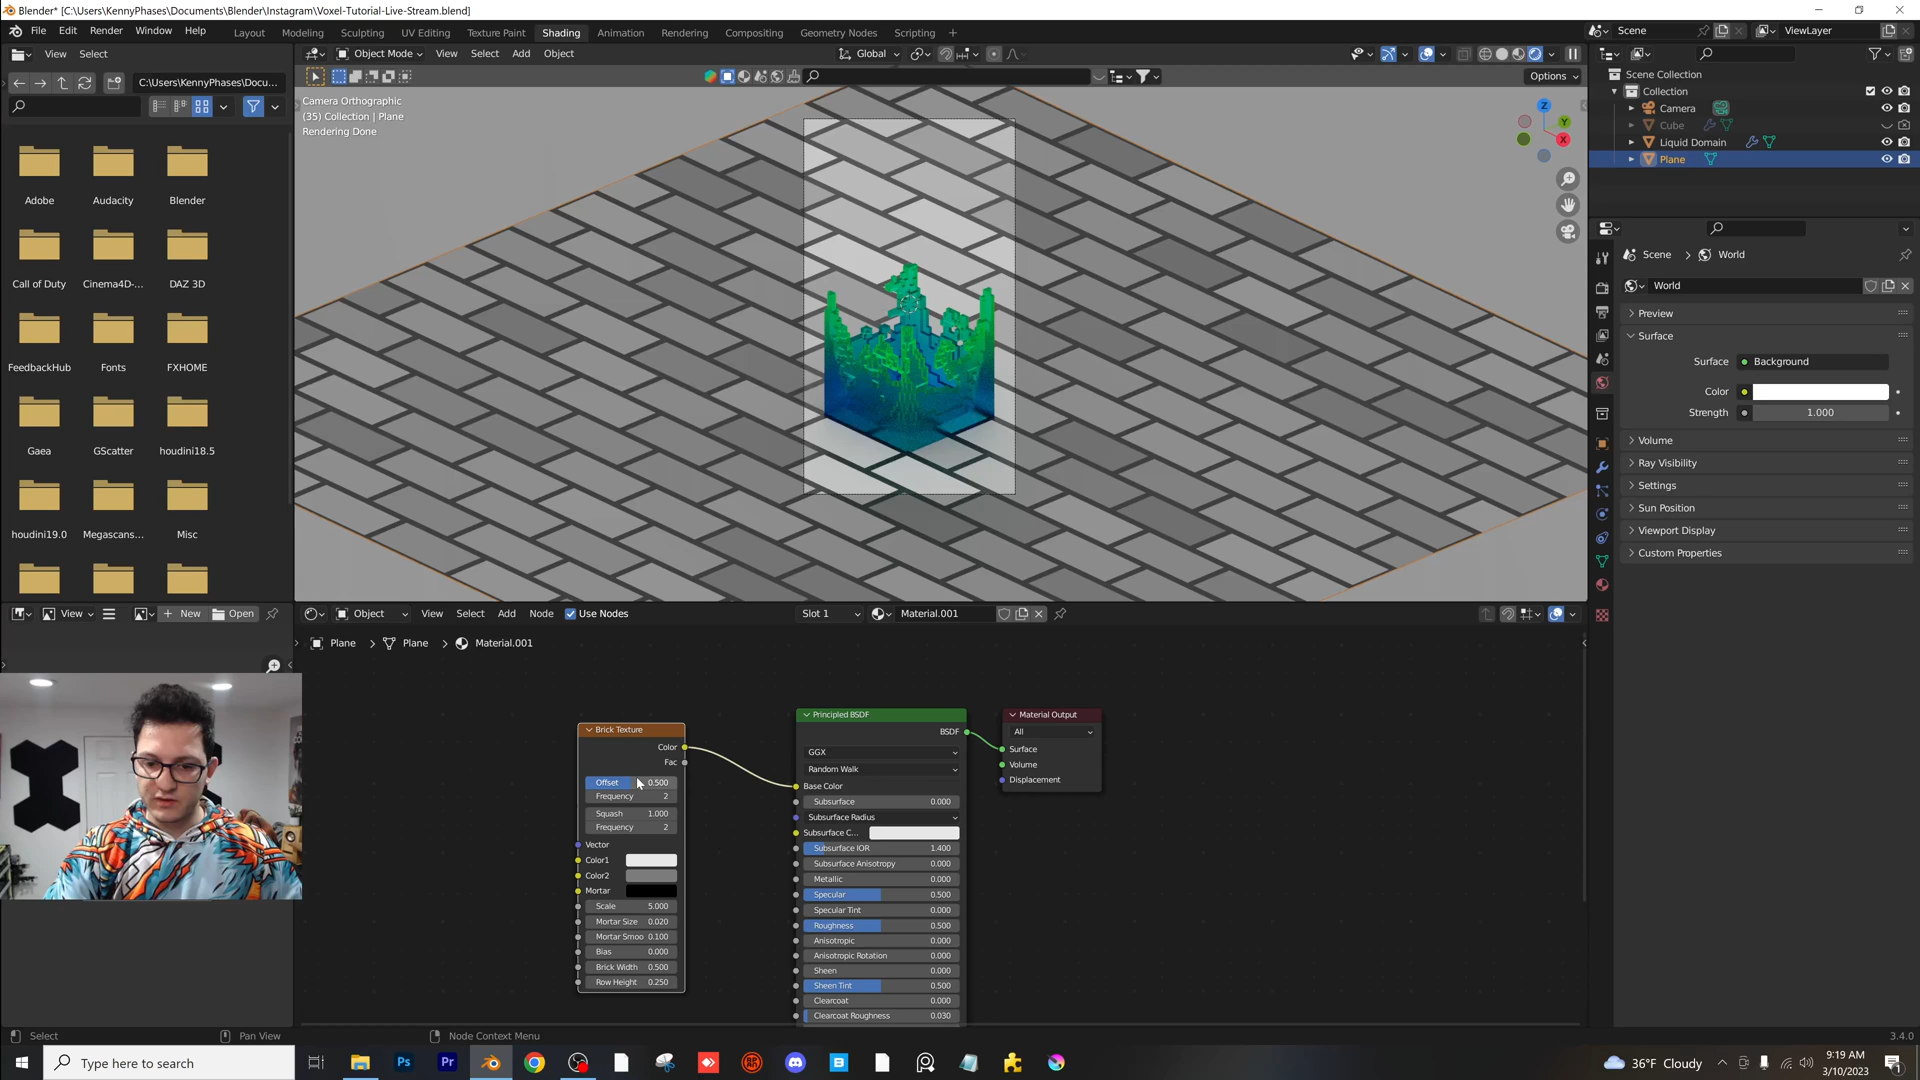 Blender* [C:\Users\KennyPhases\Documents\Blender\Instagram\Voxel-Tutorial-Live-Stream.blend]
File Edit Render Window Help
Layout Modeling Sculpting UV Editing Texture Paint Shading Animation Rendering Compositing Geometry Nodes Scripting +
Scene ViewLayer
View Select
Object Mode View Select Add Object
Global
C:\Users\KennyPhases\Docu...
Options
Camera Orthographic
(35) Collection | Plane
Rendering Done
Z
Y
X
Scene Collection
Collection
Camera
Cube
Liquid Domain
Plane
Adobe Audacity Blender
Call of Duty Cinema4D-... DAZ 3D
FeedbackHub Fonts FXHOME
Gaea GScatter houdini18.5
houdini19.0 Megascans... Misc
Scene > World
World
Preview
Surface
Surface Background
Color
Strength 1.000
Volume
Ray Visibility
Settings
Sun Position
Viewport Display
Custom Properties
View + New Open
Object View Select Add Node Use Nodes Slot 1 Material.001
Plane > Plane > Material.001
Brick Texture
Color
Fac
Offset 0.500
Frequency 2
Squash 1.000
Frequency 2
Vector
Color1
Color2
Mortar
Scale 5.000
Mortar Size 0.020
Mortar Smoo 0.100
Bias 0.000
Brick Width 0.500
Row Height 0.250
Principled BSDF
BSDF
GGX
Random Walk
Base Color
Subsurface 0.000
Subsurface Radius
Subsurface C...
Subsurface IOR 1.400
Subsurface Anisotropy 0.000
Metallic 0.000
Specular 0.500
Specular Tint 0.000
Roughness 0.500
Anisotropic 0.000
Anisotropic Rotation 0.000
Sheen 0.000
Sheen Tint 0.500
Clearcoat 0.000
Clearcoat Roughness 0.030
Material Output
All
Surface
Volume
Displacement
Select Pan View Node Context Menu 3.4.0
Type here to search
Ps Pr
36°F Cloudy
9:19 AM
3/10/2023
1